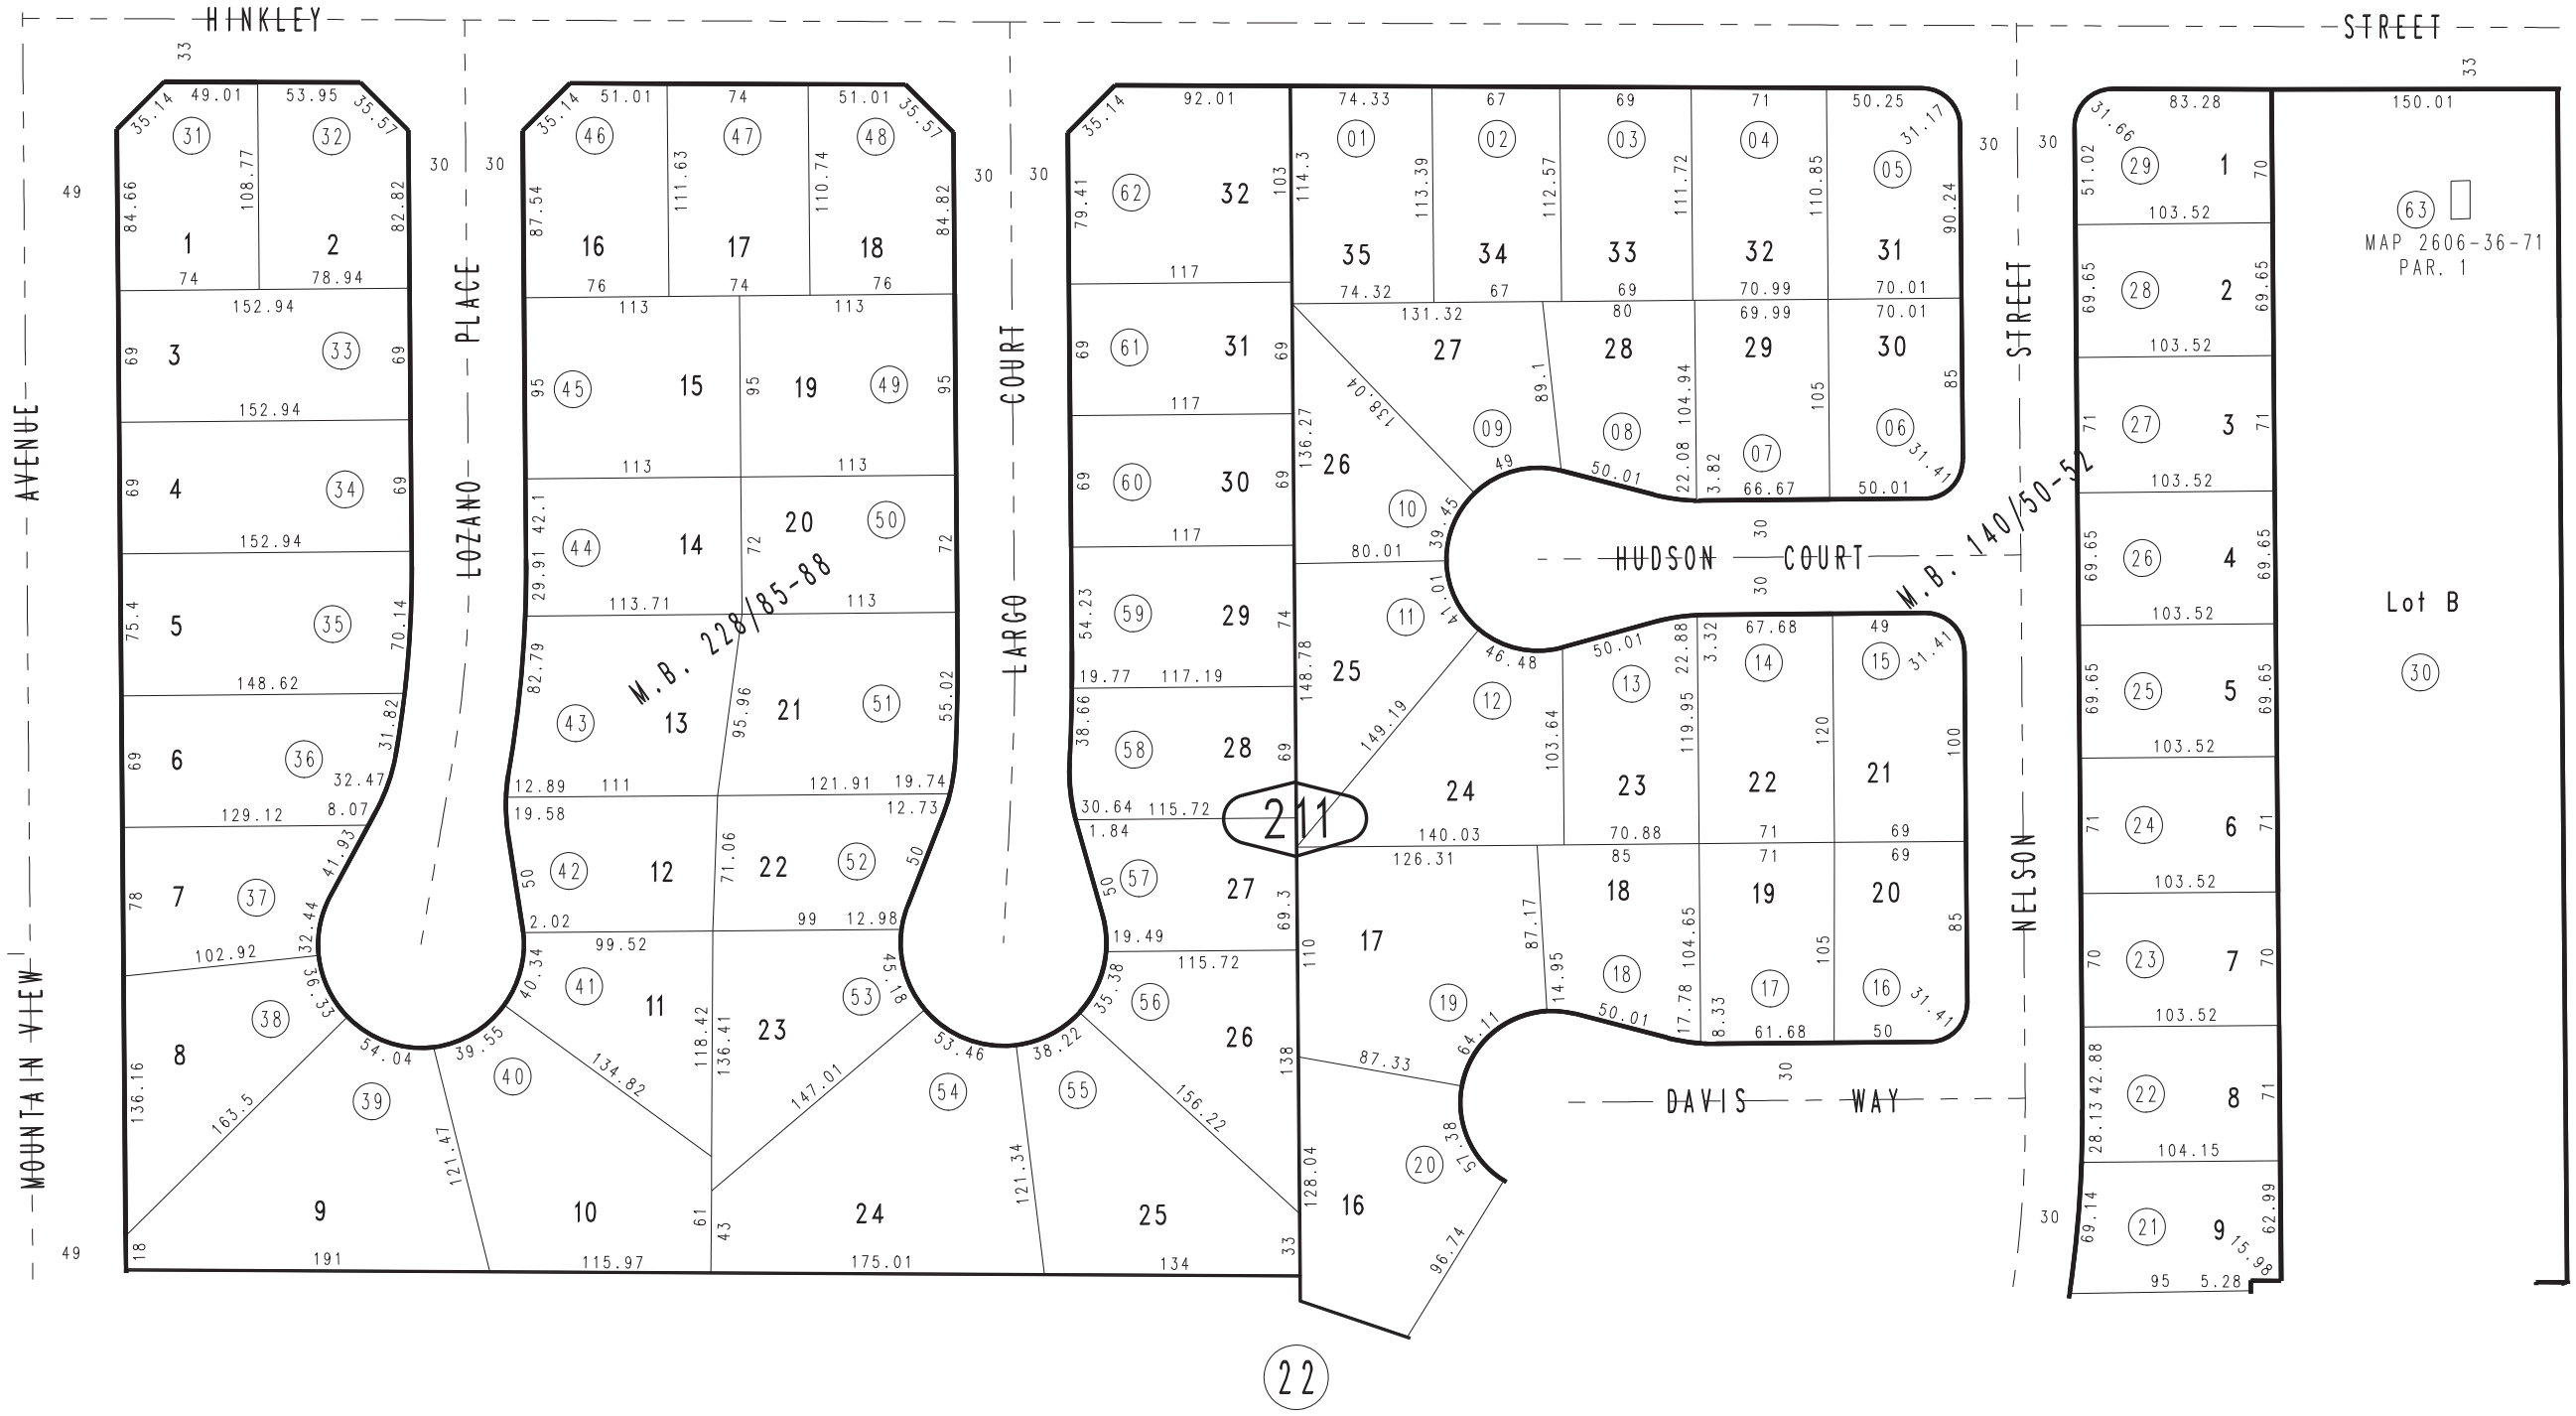 HINKLEY STREET
33 33
35.14 49.01 53.95 35.57
35.14 51.01 74 51.01 35.57
35.14 92.01
74.33 67 69 71 50.25 31.17
31.66 83.28 150.01
31 32 46 47 48 62 01 02 03 04 05 29 63
49 30 30 30 30 30 30
84.66 108.77 82.82 87.54 111.63 110.74 84.82 79.41 103 114.3 113.39 112.57 111.72 110.85 90.24 51.02 70
1 2 16 17 18 32 35 34 33 32 31 1
MAP 2606-36-71
PAR. 1
74 78.94 76 74 76 117 74.32 67 69 70.99 70.01 103.52
152.94 113 113 131.32 80 69.99 70.01
69 3 33 69
95 45 15 95 19 49 95
69 61 31 69
27 28 29 30
69.65 28 2 69.65
152.94 117 103.52
138.04 89.1 104.94 105 85
09 08 07 06
71 27 3 71
69 4 34 69
113 113
69 60 30 69
136.27 26 10 39.45
49 50.01 22.08 3.82 66.67 50.01 31.41
103.52
152.94 117
42.1 29.91 44 14 72 20 50 72
80.01
30
HUDSON COURT
30
M.B. 140/50-52
69.65 26 4 69.65
103.52
Lot B
30
75.4 5 35 70.14
113.71 113
M.B. 228/85-88
54.23 59 29 74
148.78 25 11 41.01
46.48 50.01 22.88 3.32 67.68 49 31.41
12 13 14 15
148.62
19.77 117.19
69.65 25 5 69.65
103.52
82.79 43 13 95.96 21 51 55.02
38.66 58 28 69
149.19 103.64 119.95 120 100
24 23 22 21
69 6 36 31.82 32.47
129.12 8.07
12.89 111 121.91 19.74
19.58 12.73
30.64 115.72
1.84
211
140.03 70.88 71 69
126.31 85 71 69
71 24 6 71
103.52
78 7 37 41.93 32.44
50 42 12 71.06 22 52 50
50 57 27 69.3
17 18 19 20
87.17 104.65 105 85
102.92
2.02 99.52 99 12.98
19.49 115.72
110
70 23 7 70
103.52
36.33 38 8 136.16
54.04 39.55 40.34 41 11 118.42
136.41 23 53 45.18
53.46 38.22 35.38 56 26 138
19 64.11 14.95 18 50.01 17.78 8.33 17 61.68 16 50 31.41
163.5 39 121.47 40 134.82
147.01 54 121.34 55 156.22
87.33
30
DAVIS WAY
28.13 42.88 22 8 71
104.15
57.38 20
128.04 16
96.74
18 9 191
10 115.97 61
43 24 175.01
25 134 33
49 30
69.14 21 9 62.99
15.98
95 5.28
22
MOUNTAIN VIEW AVENUE
LOZANO PLACE
LARGO COURT
NELSON STREET